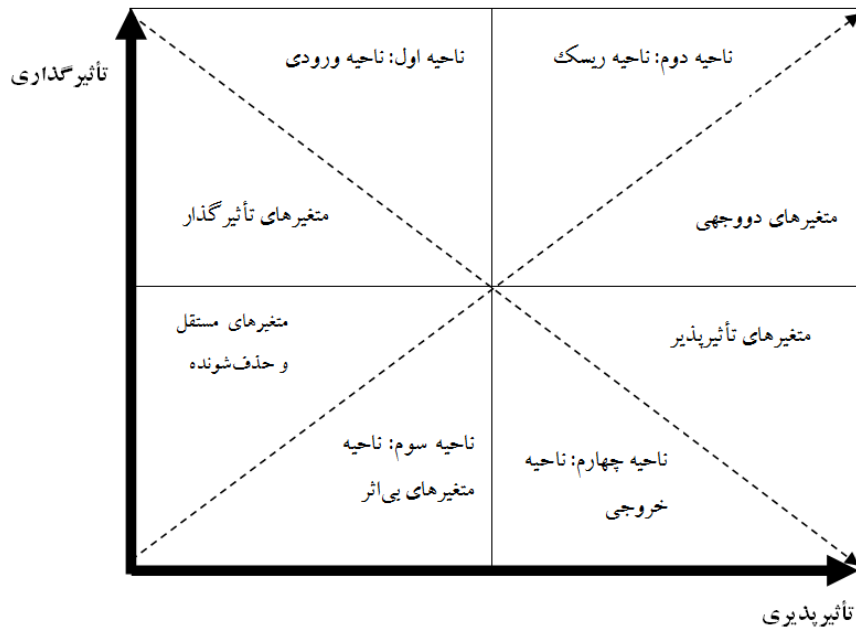 ناحیه دوم: ناحیه ریسک
ناحیه اول: ناحیه ورودی
تأثیرگذاری
متغیرهای دووجهی
متغیرهای تأثیرگذار
متغیرهای تأثیرپذیر
متغیرهای مستقل
و حذف‌شونده
ناحیه چهارم: ناحیه
خروجی
ناحیه سوم: ناحیه
متغیرهای بی‌اثر
تأثیرپذیری